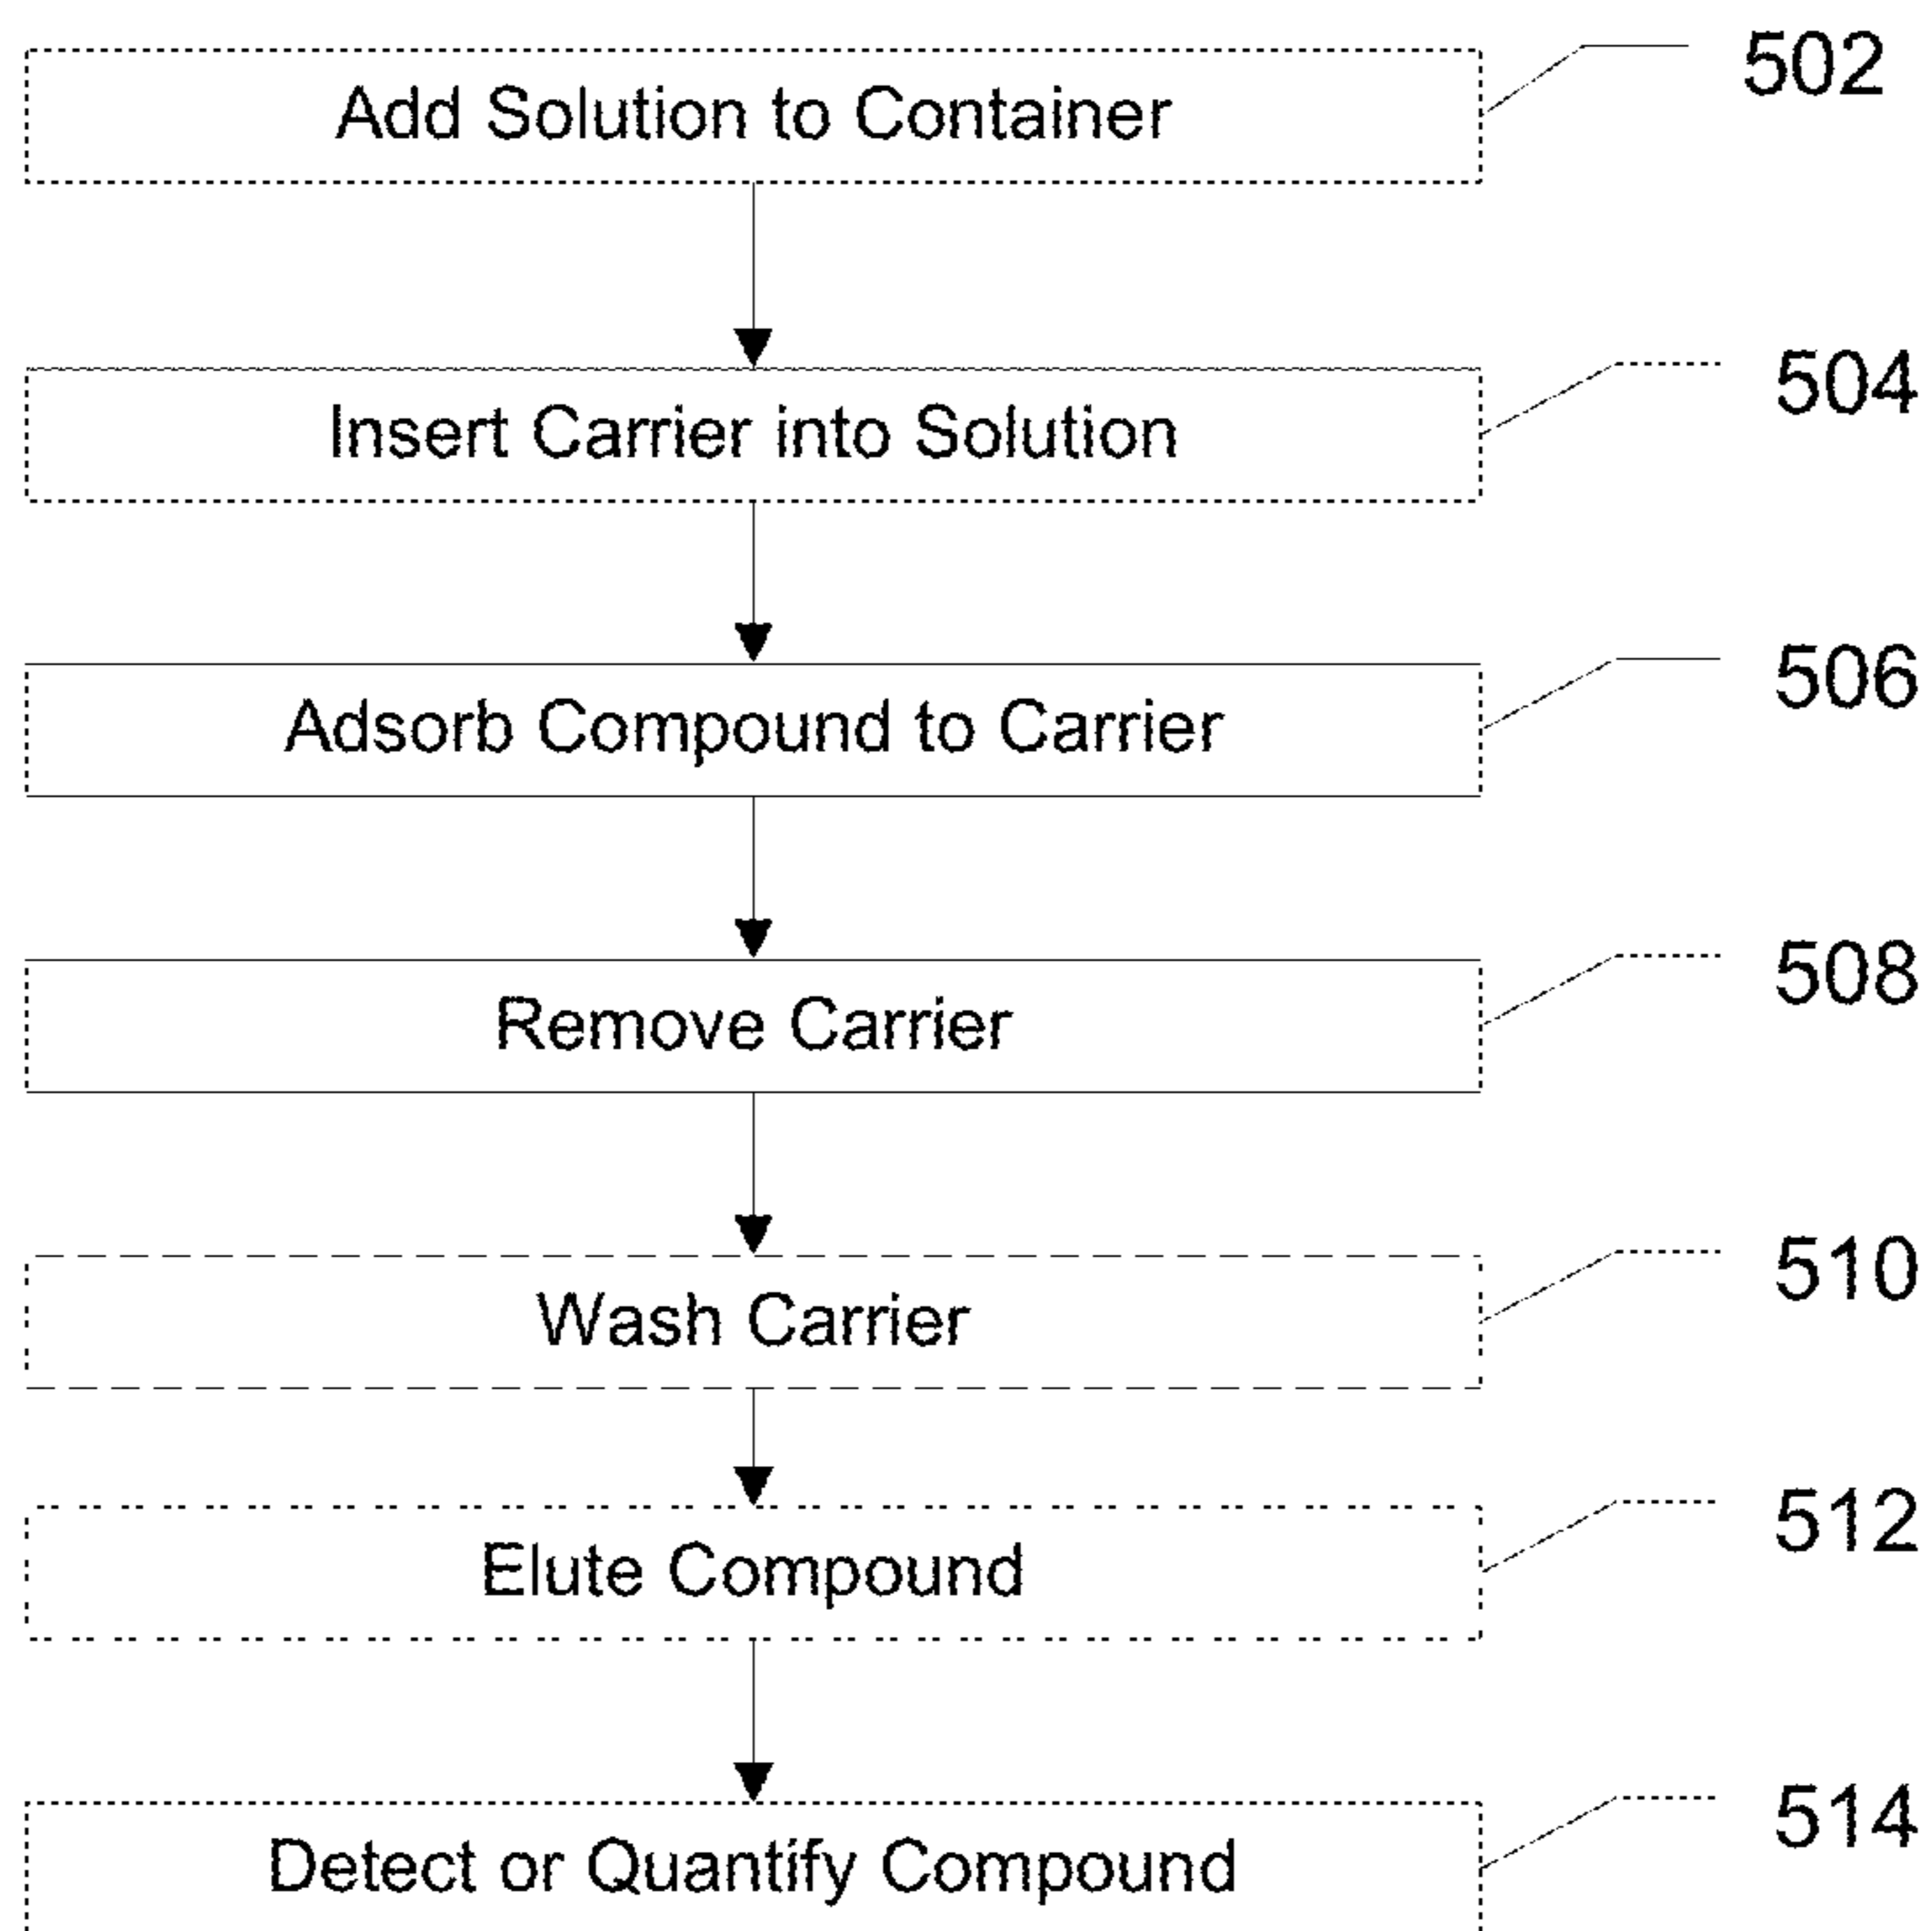 Add Solution to Container 502
Insert Carrier into Solution 504
Adsorb Compound to Carrier 506
Remove Carrier 508
Wash Carrier 510
Elute Compound 512
Detect or Quantify Compound 514